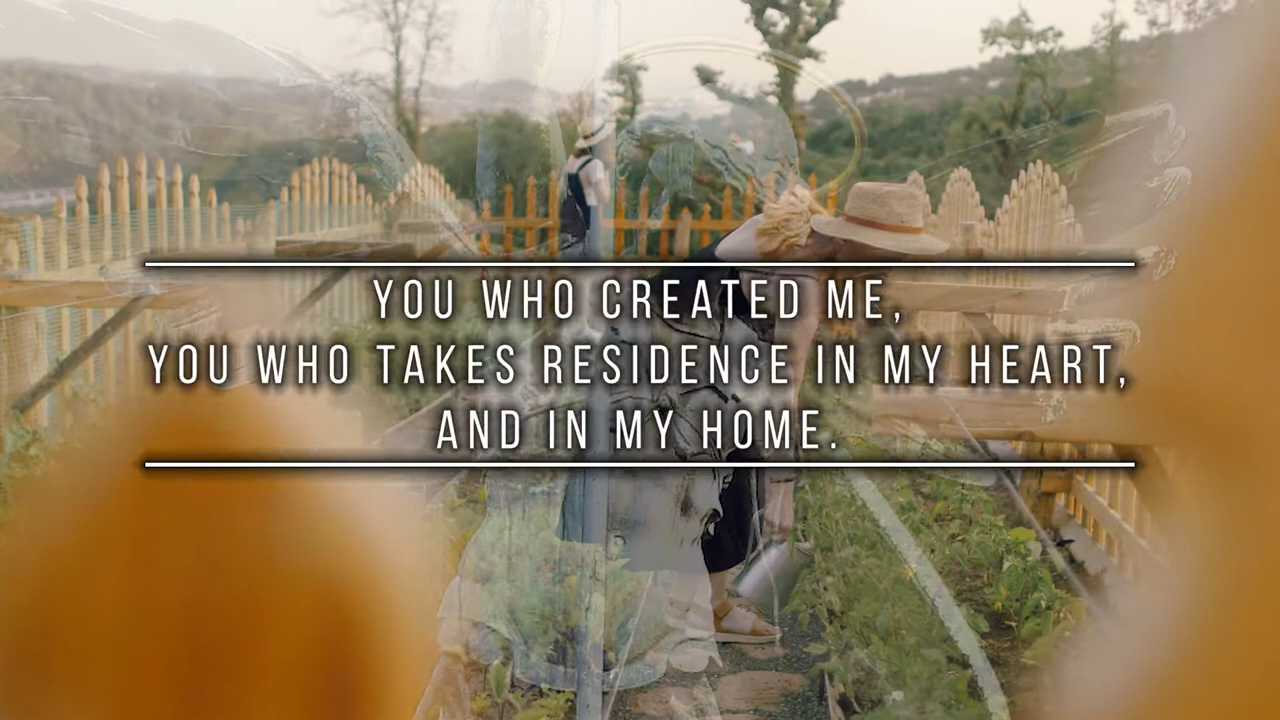 YOU WHO CREATED ME,
YOU WHO TAKES RESIDENCE IN MY HEART,
AND IN MY HOME.